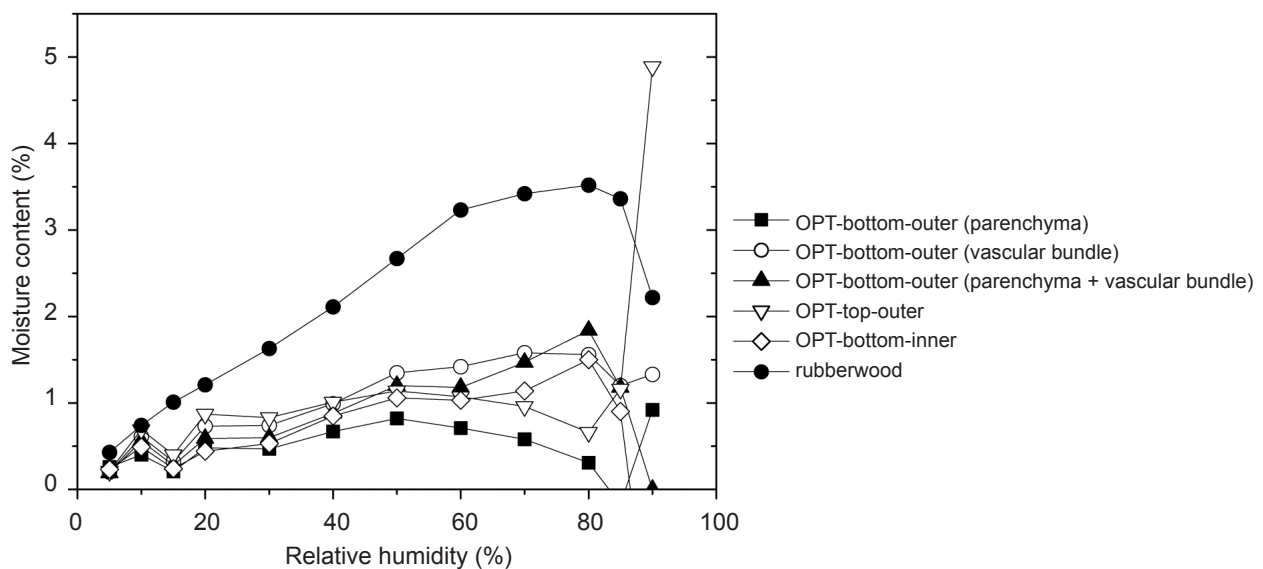 5
4
3
2
1
0
Moisture content (%)
0 20 40 60 80 100
Relative humidity (%)
OPT-bottom-outer (parenchyma)
OPT-bottom-outer (vascular bundle)
OPT-bottom-outer (parenchyma + vascular bundle)
OPT-top-outer
OPT-bottom-inner
rubberwood